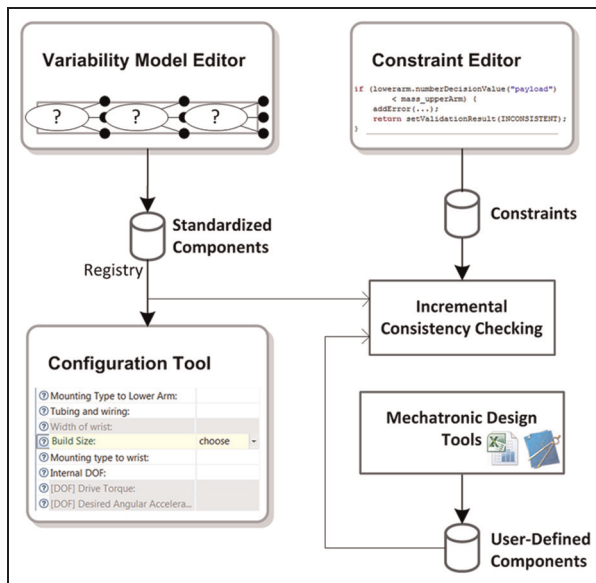 Variability Model Editor
? ? ?
Constraint Editor
if (lowerarm.numberDecisionValue("payload")
< mass_upperArm) {
addError(...);
return setValidationResult(INCONSISTENT);
}
Standardized
Components
Registry
Constraints
Incremental
Consistency Checking
Configuration Tool
? Mounting Type to Lower Arm:
? Tubing and wiring:
? Width of wrist:
? Build Size: choose
? Mounting type to wrist:
? Internal DOF:
? [DOF] Drive Torque:
? [DOF] Desired Angular Accelera...
Mechatronic Design
Tools
User-Defined
Components